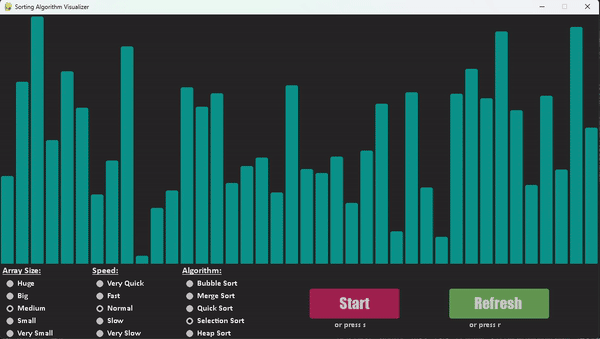 Sorting Algorithm Visualizer
Array Size:
Huge
Big
Medium
Small
Very Small
Speed:
Very Quick
Fast
Normal
Slow
Very Slow
Algorithm:
Bubble Sort
Merge Sort
Quick Sort
Selection Sort
Heap Sort
Start
or press s
Refresh
or press r